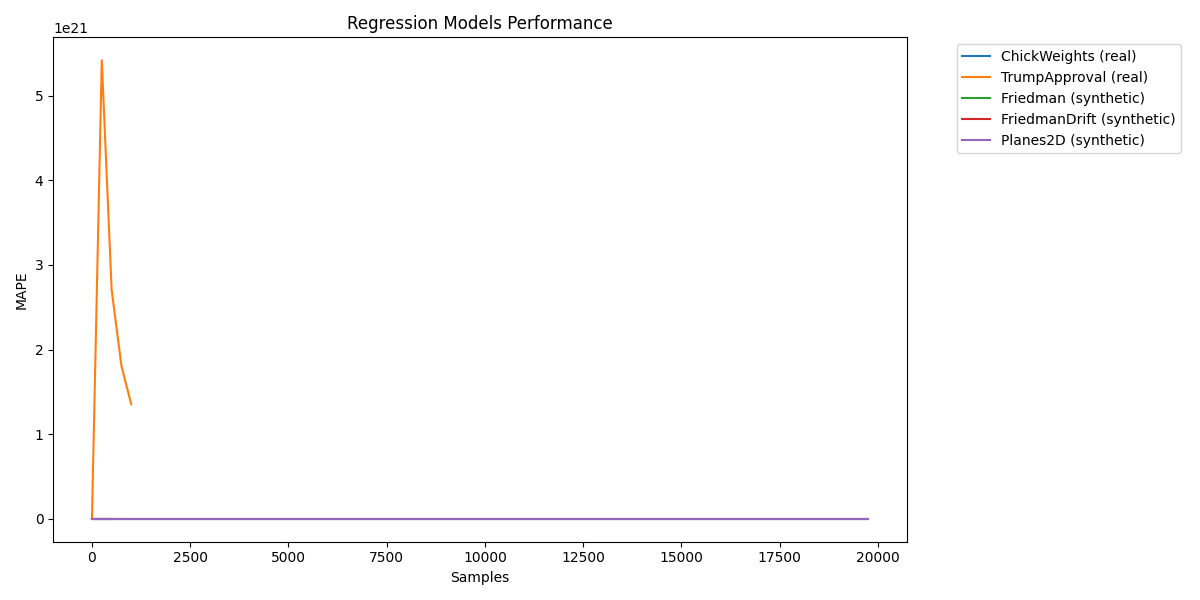 Regression Models Performance
1e21
5
4
3
2
1
0
MAPE
0 2500 5000 7500 10000 12500 15000 17500 20000
Samples
ChickWeights (real)
TrumpApproval (real)
Friedman (synthetic)
FriedmanDrift (synthetic)
Planes2D (synthetic)